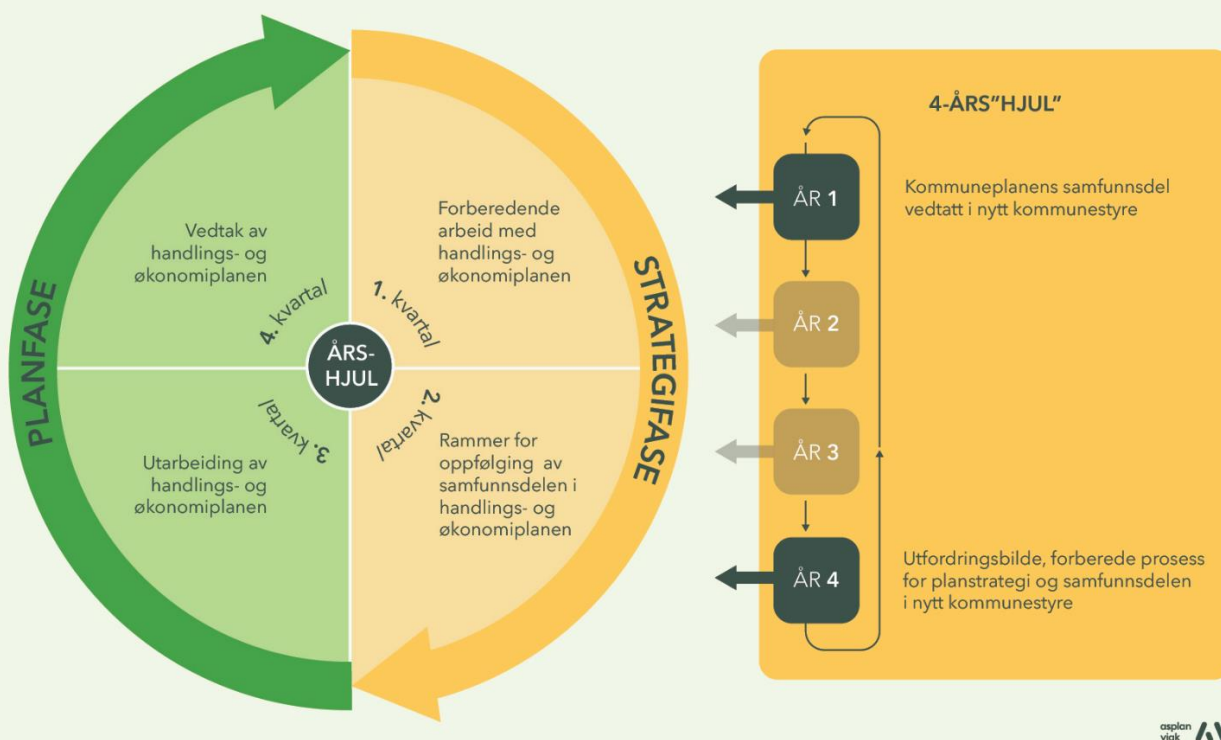 PLANFASE
STRATEGIFASE
Vedtak av
handlings- og
økonomiplanen
4. kvartal
Forberedende
arbeid med
handlings- og
økonomiplanen
1. kvartal
ÅRS-
HJUL
Utarbeiding av
handlings- og
økonomiplanen
3. kvartal
2. kvartal
Rammer for
oppfølging av
samfunnsdelen i
handlings- og
økonomiplanen
4-ÅRS"HJUL"
ÅR 1
Kommuneplanens samfunnsdel
vedtatt i nytt kommunestyre
ÅR 2
ÅR 3
ÅR 4
Utfordringsbilde, forberede prosess
for planstrategi og samfunnsdelen
i nytt kommunestyre
asplan
viak